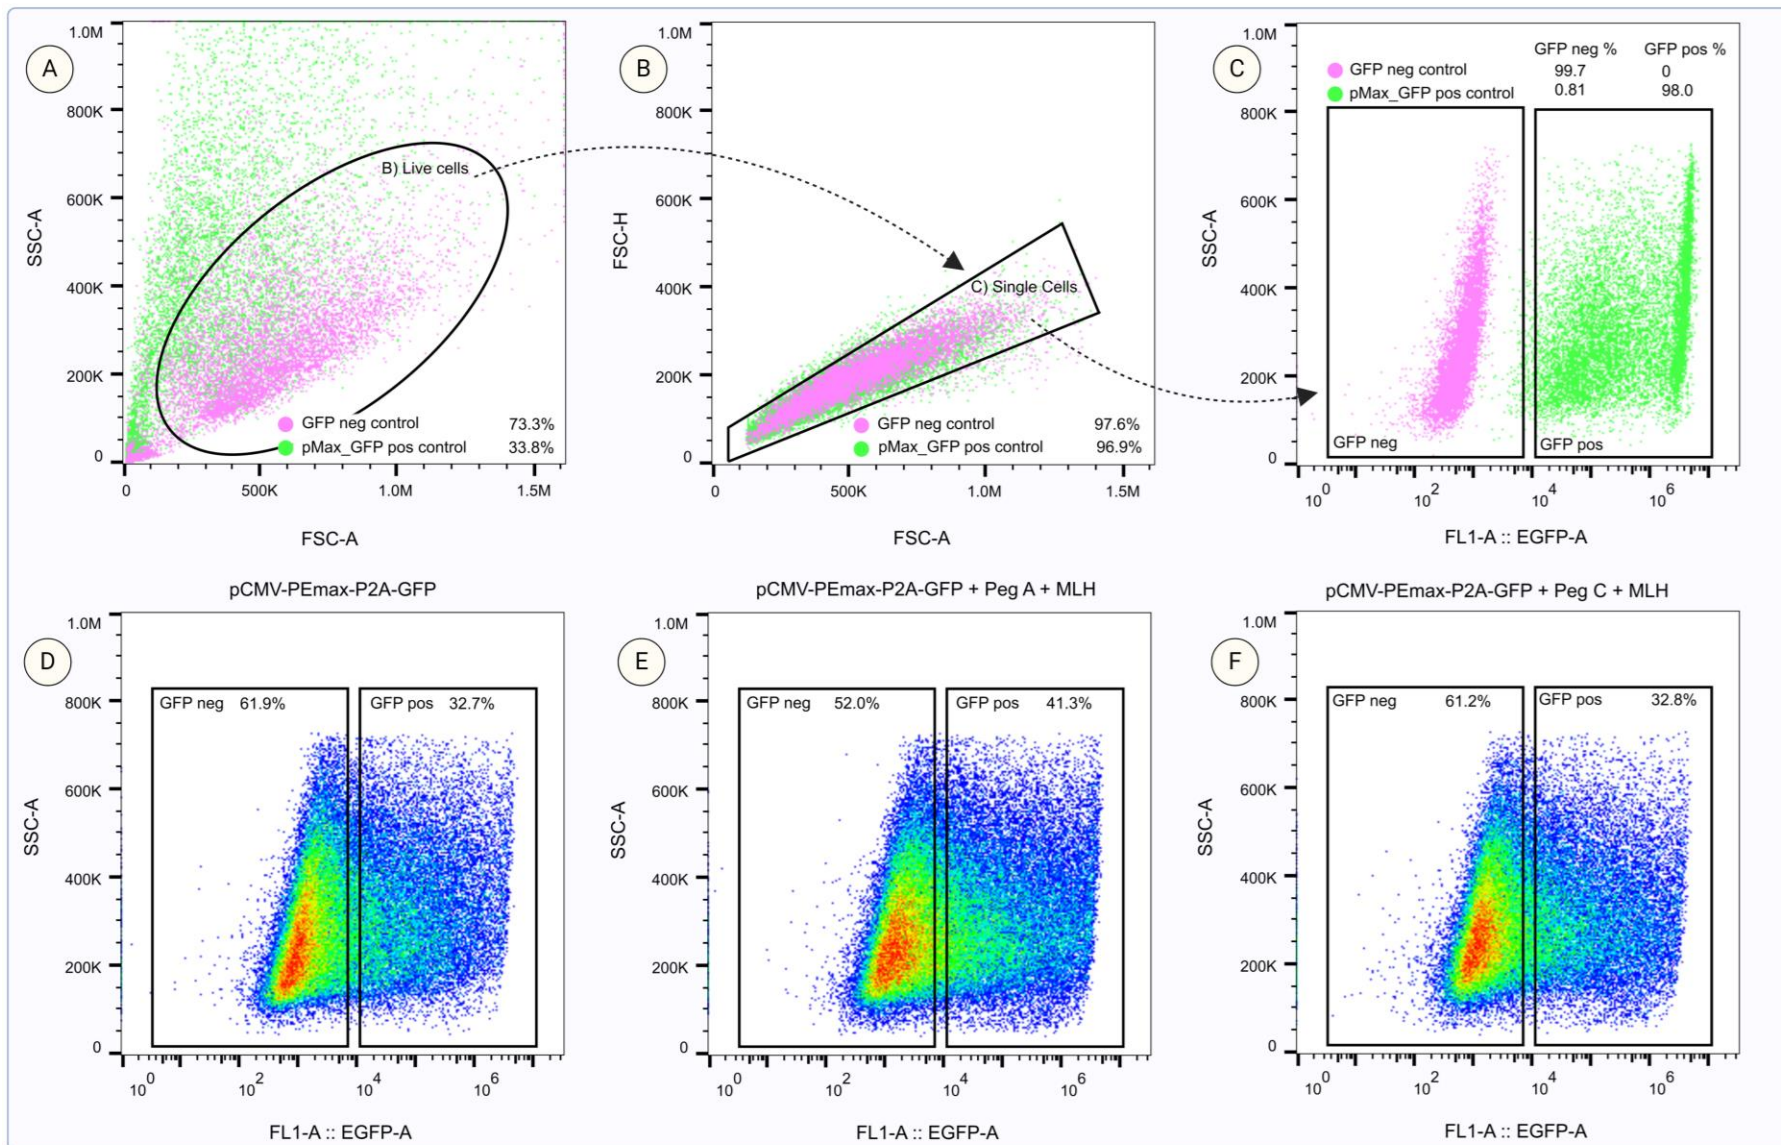 A
1.0M
800K
600K
400K
200K
0
SSC-A
B) Live cells
GFP neg control 73.3%
pMax_GFP pos control 33.8%
0 500K 1.0M 1.5M
FSC-A
B
1.0M
800K
600K
400K
200K
0
FSC-H
C) Single Cells
GFP neg control 97.6%
pMax_GFP pos control 96.9%
0 500K 1.0M 1.5M
FSC-A
C
1.0M
800K
600K
400K
200K
0
SSC-A
GFP neg % GFP pos %
GFP neg control 99.7 0
pMax_GFP pos control 0.81 98.0
GFP neg GFP pos
10^0 10^2 10^4 10^6
FL1-A :: EGFP-A
pCMV-PEmax-P2A-GFP
D
1.0M
800K
600K
400K
200K
0
SSC-A
GFP neg 61.9% GFP pos 32.7%
10^0 10^2 10^4 10^6
FL1-A :: EGFP-A
pCMV-PEmax-P2A-GFP + Peg A + MLH
E
1.0M
800K
600K
400K
200K
0
SSC-A
GFP neg 52.0% GFP pos 41.3%
10^0 10^2 10^4 10^6
FL1-A :: EGFP-A
pCMV-PEmax-P2A-GFP + Peg C + MLH
F
1.0M
800K
600K
400K
200K
0
SSC-A
GFP neg 61.2% GFP pos 32.8%
10^0 10^2 10^4 10^6
FL1-A :: EGFP-A